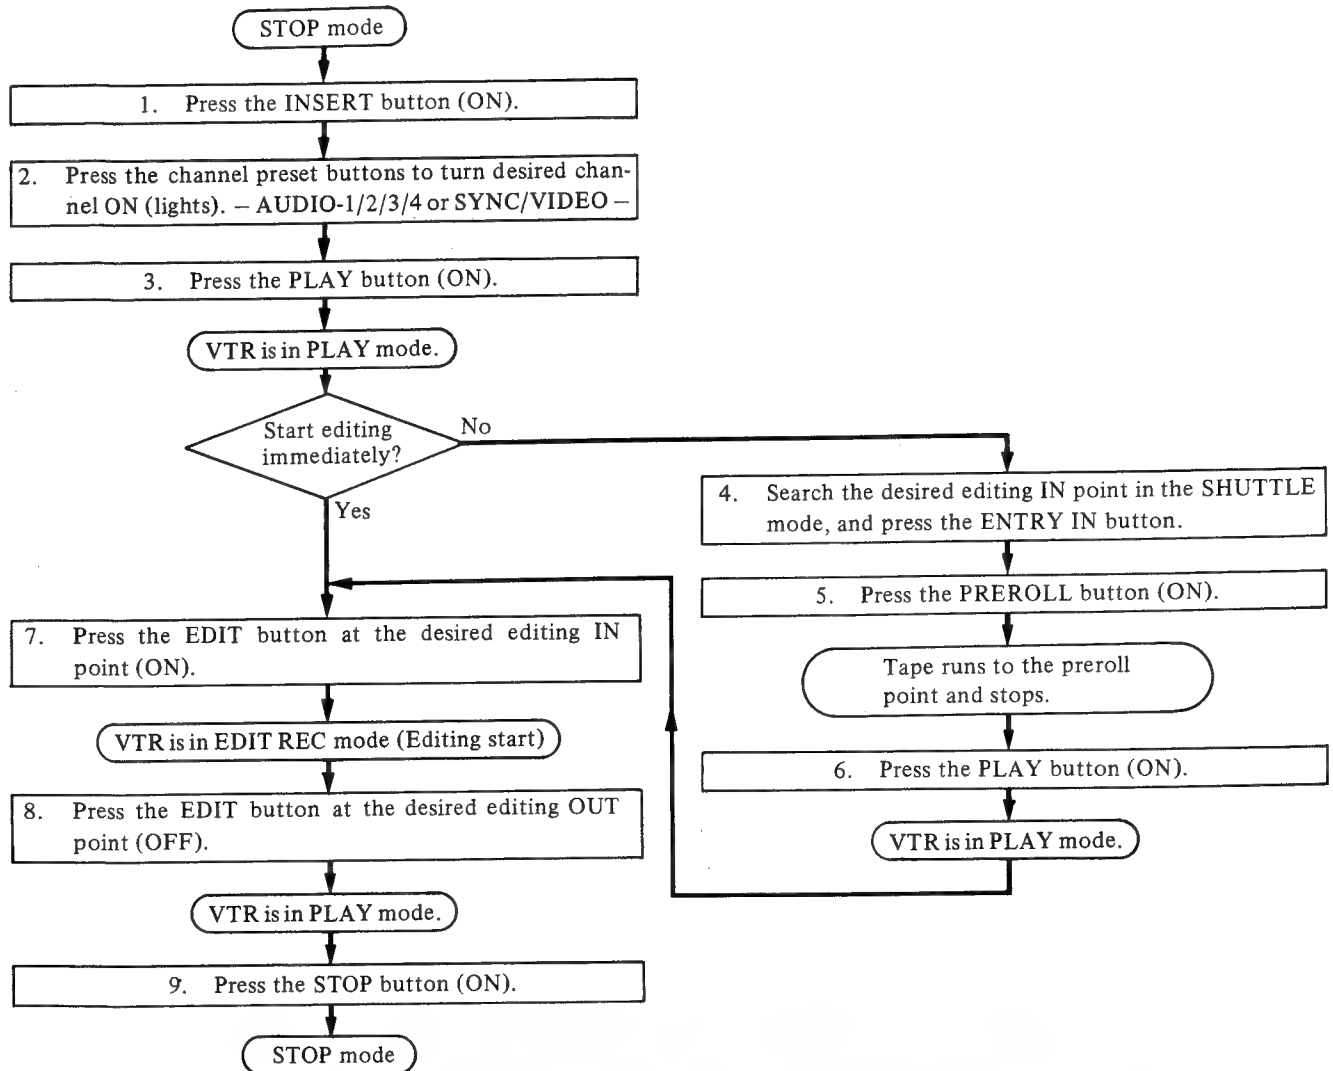 STOP mode
1. Press the INSERT button (ON).
2. Press the channel preset buttons to turn desired chan-
nel ON (lights). – AUDIO-1/2/3/4 or SYNC/VIDEO –
3. Press the PLAY button (ON).
VTR is in PLAY mode.
Start editing
immediately?
No
Yes
4. Search the desired editing IN point in the SHUTTLE
mode, and press the ENTRY IN button.
5. Press the PREROLL button (ON).
Tape runs to the preroll
point and stops.
6. Press the PLAY button (ON).
VTR is in PLAY mode.
7. Press the EDIT button at the desired editing IN
point (ON).
VTR is in EDIT REC mode (Editing start)
8. Press the EDIT button at the desired editing OUT
point (OFF).
VTR is in PLAY mode.
9. Press the STOP button (ON).
STOP mode